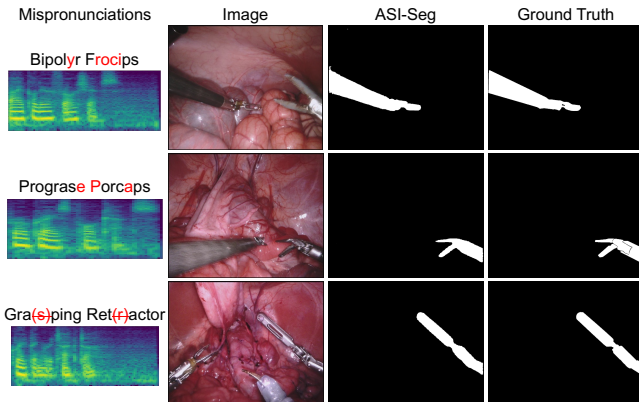 Mispronunciations Image ASI-Seg Ground Truth
Bipolyr Frocips
Prograse Porcaps
Gra(s)ping Ret(r)actor